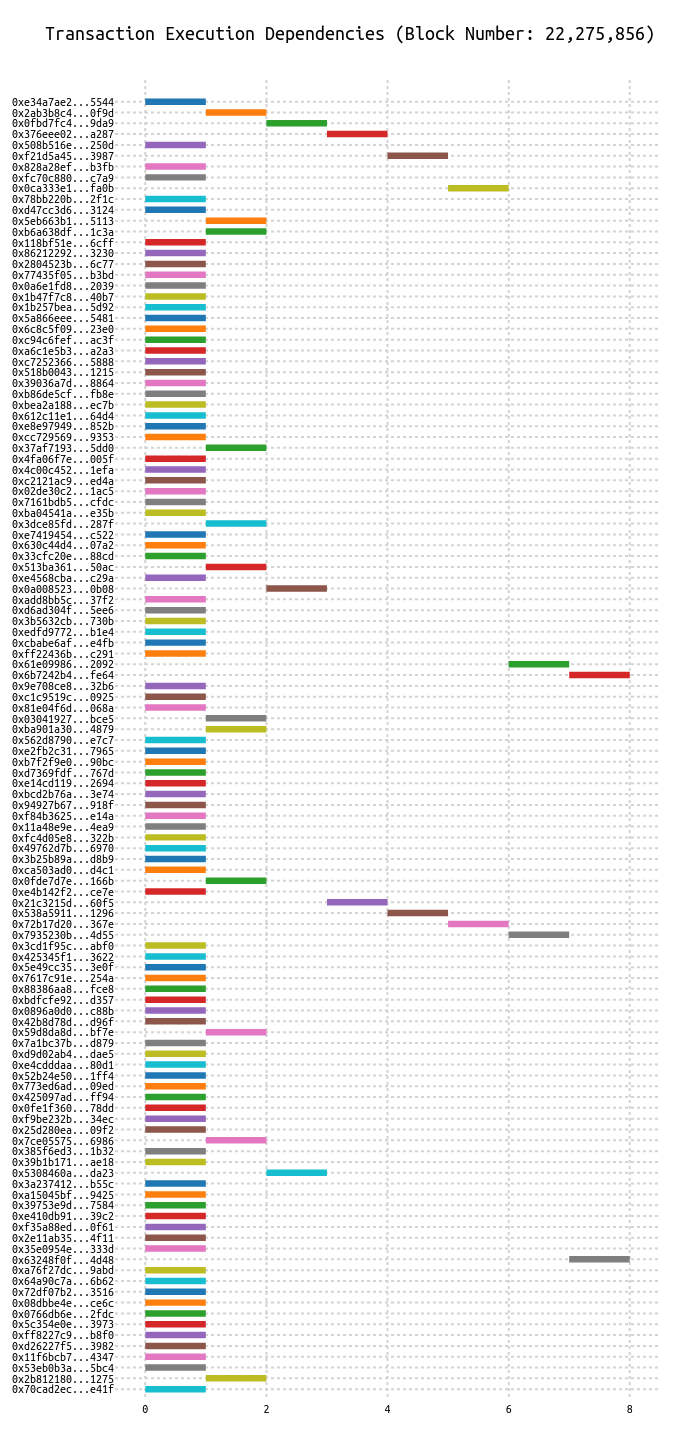 Transaction Execution Dependencies (Block Number: 22,275,856)
0xe34a7ae2...5544
0x2ab3b8c4...0f9d
0x0fbd7fc4...9da9
0x376eee02...a287
0x508b516e...250d
0xf21d5a45...3987
0x828a28ef...b3fb
0xfc70c880...c7a9
0x0ca333e1...fa0b
0x78bb220b...2f1c
0xd47cc3d6...3124
0x5eb663b1...5113
0xb6a638df...1c3a
0x118bf51e...6cff
0x86212292...3230
0x2804523b...6c77
0x77435f05...b3bd
0x0a6e1fd8...2039
0x1b47f7c8...40b7
0x1b257bea...5d92
0x5a866eee...5481
0x6c8c5f09...23e0
0xc94c6fef...ac3f
0xa6c1e5b3...a2a3
0xc7252366...5888
0x518b0043...1215
0x39036a7d...8864
0xb86de5cf...fb8e
0xbea2a188...ec7b
0x612c11e1...64d4
0xe8e97949...852b
0xcc729569...9353
0x37af7193...5dd0
0x4fa06f7e...005f
0x4c00c452...1efa
0xc2121ac9...ed4a
0x02de30c2...1ac5
0x7161bdb5...cfdc
0xba04541a...e35b
0x3dce85fd...287f
0xe7419454...c522
0x630c44d4...07a2
0x33cfc20e...88cd
0x513ba361...50ac
0xe4568cba...c29a
0x0a008523...0b08
0xadd8bb5c...37f2
0xd6ad304f...5ee6
0x3b5632cb...730b
0xedfd9772...b1e4
0xcbabe6af...e4fb
0xff22436b...c291
0x61e09986...2092
0x6b7242b4...fe64
0x9e708ce8...32b6
0xc1c9519c...0925
0x81e04f6d...068a
0x03041927...bce5
0xba901a30...4879
0x562d8790...e7c7
0xe2fb2c31...7965
0xb7f2f9e0...90bc
0xd7369fdf...767d
0xe14cd119...2694
0xbcd2b76a...3e74
0x94927b67...918f
0xf84b3625...e14a
0x11a48e9e...4ea9
0xfc4d05e8...322b
0x49762d7b...6970
0x3b25b89a...d8b9
0xca503ad0...d4c1
0x0fde7d7e...166b
0xe4b142f2...ce7e
0x21c3215d...60f5
0x538a5911...1296
0x72b17d20...367e
0x7935230b...4d55
0x3cd1f95c...abf0
0x425345f1...3622
0x5e49cc35...3e0f
0x7617c91e...254a
0x88386aa8...fce8
0xbdfcfe92...d357
0x0896a0d0...c88b
0x42b8d78d...d96f
0x59d8da8d...bf7e
0x7a1bc37b...d879
0xd9d02ab4...dae5
0xe4cdddaa...80d1
0x52b24e50...1ff4
0x773ed6ad...09ed
0x425097ad...ff94
0x0fe1f360...78dd
0xf9be232b...34ec
0x25d280ea...09f2
0x7ce05575...6986
0x385f6ed3...1b32
0x39b1b171...ae18
0x5308460a...da23
0x3a237412...b55c
0xa15045bf...9425
0x39753e9d...7584
0xe410db91...39c2
0xf35a88ed...0f61
0x2e11ab35...4f11
0x35e0954e...333d
0x63248f0f...4d48
0xa76f27dc...9abd
0x64a90c7a...6b62
0x72df07b2...3516
0x08dbbe4e...ce6c
0x0766db6e...2fdc
0x5c354e0e...3973
0xff8227c9...b8f0
0xd26227f5...3982
0x11f6bcb7...4347
0x53eb0b3a...5bc4
0x2b812180...1275
0x70cad2ec...e41f
0 2 4 6 8